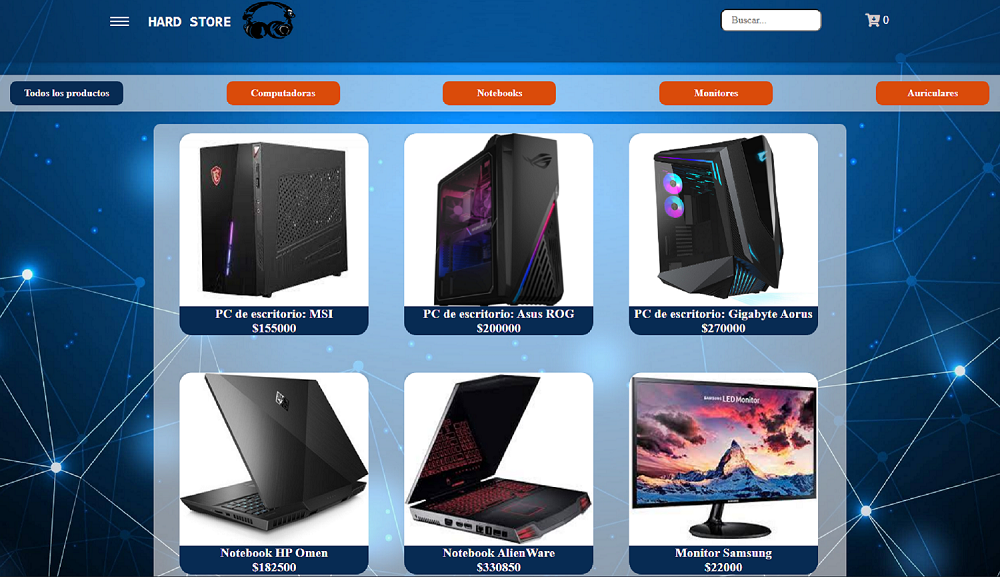 HARD STORE
Buscar...
0
Todos los productos
Computadoras
Notebooks
Monitores
Auriculares
PC de escritorio: MSI
$155000
PC de escritorio: Asus ROG
$200000
PC de escritorio: Gigabyte Aorus
$270000
SAMSUNG LED Monitor
Notebook HP Omen
$182500
Notebook AlienWare
$330850
Monitor Samsung
$22000